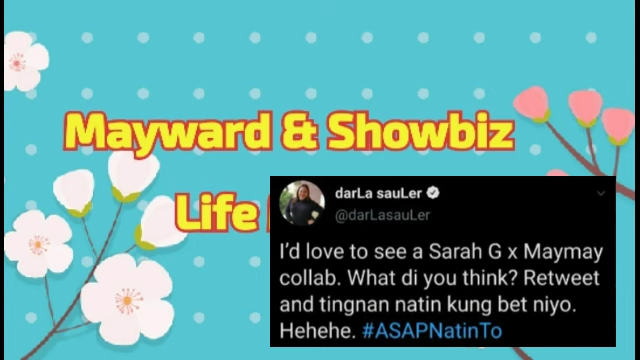 Mayward & Showbiz
Life
darLa sauLer
@darLasauLer
I'd love to see a Sarah G x Maymay
collab. What di you think? Retweet
and tingnan natin kung bet niyo.
Hehehe. #ASAPNatinTo